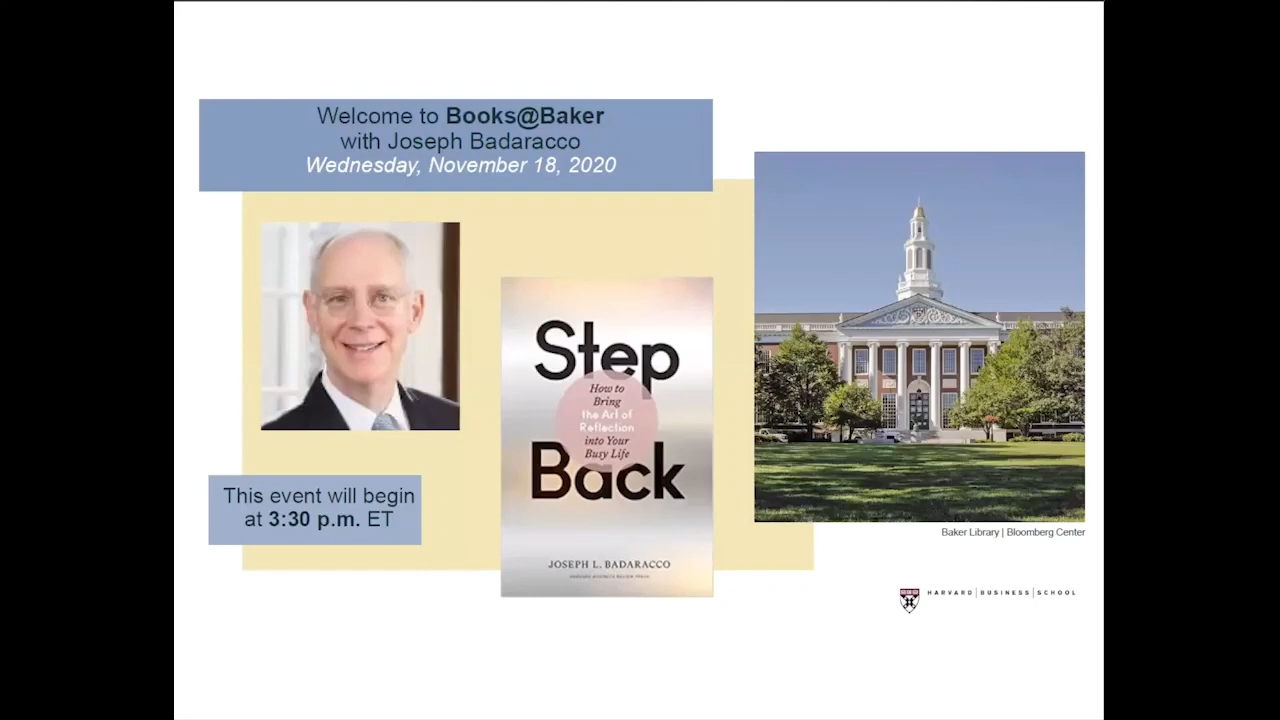 Welcome to Books@Baker
with Joseph Badaracco
Wednesday, November 18, 2020
Step
How to
Bring
the Art of
Reflection
into Your
Busy Life
Back
JOSEPH L. BADARACCO
HARVARD BUSINESS REVIEW PRESS
This event will begin
at 3:30 p.m. ET
Baker Library | Bloomberg Center
HARVARD | BUSINESS | SCHOOL